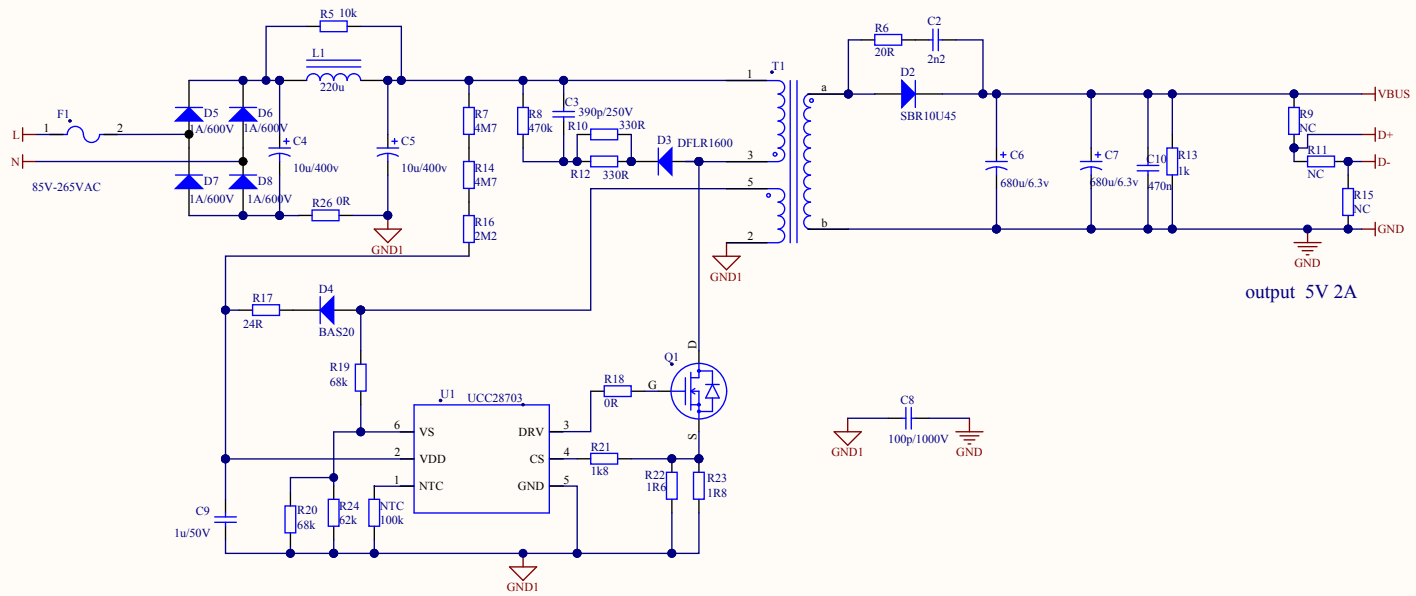 R5 10k
L1
220u
F1
L
1
2
N
85V-265VAC
D5
1A/600V
D6
1A/600V
D7
1A/600V
D8
1A/600V
C4
10u/400v
C5
10u/400v
R26 0R
GND1
R7
4M7
R14
4M7
R16
2M2
R8
470k
C3
390p/250V
R10
330R
R12
330R
D3
DFLR1600
T1
1
3
5
2
a
b
GND1
R6
20R
C2
2n2
D2
SBR10U45
C6
680u/6.3v
C7
680u/6.3v
C10
470n
R13
1k
R9
NC
R11
NC
R15
NC
VBUS
D+
D-
GND
GND
output 5V 2A
R17
24R
D4
BAS20
R19
68k
U1
UCC28703
6
VS
2
VDD
1
NTC
DRV
3
CS
4
GND
5
R18
0R
Q1
D
G
S
R21
1k8
R22
1R6
R23
1R8
C9
1u/50V
R20
68k
R24
62k
NTC
100k
GND1
C8
100p/1000V
GND1
GND